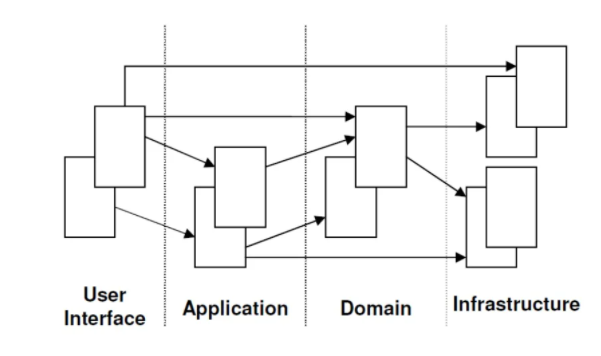 User
Interface
Application
Domain
Infrastructure